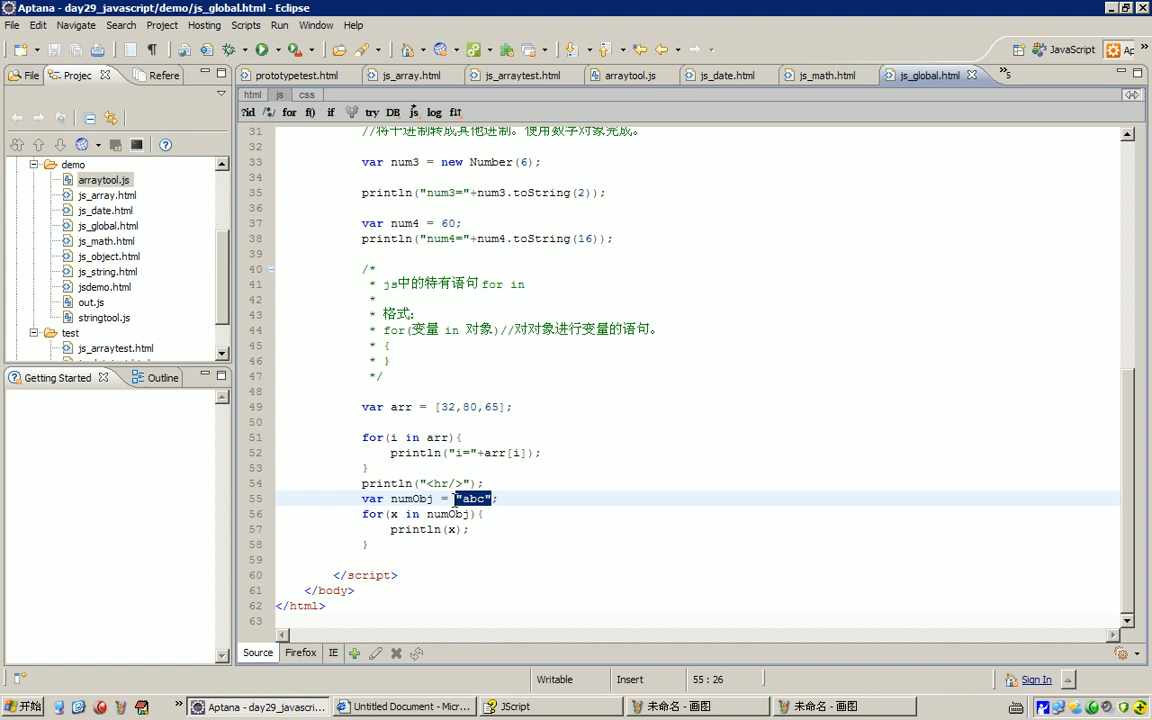 Aptana - day29_javascript/demo/js_global.html - Eclipse
File Edit Navigate Search Project Hosting Scripts Run Window Help
JavaScript Ap
File Projec Refere
prototypetest.html js_array.html js_arraytest.html arraytool.js js_date.html js_math.html js_global.html 5
html js css
?id /*/ for f() if try DB js log
demo
arraytool.js
js_array.html
js_date.html
js_global.html
js_math.html
js_object.html
js_string.html
jsdemo.html
out.js
stringtool.js
test
js_arraytest.html
Getting Started Outline
31 //将十进制转成其他进制。使用数字对象完成。
32
33 var num3 = new Number(6);
34
35 println("num3="+num3.toString(2));
36
37 var num4 = 60;
38 println("num4="+num4.toString(16));
39
40 /*
41 * js中的特有语句 for in
42 *
43 * 格式:
44 * for(变量 in 对象)//对对象进行变量的语句。
45 * {
46 * }
47 */
48
49 var arr = [32,80,65];
50
51 for(i in arr){
52 println("i="+arr[i]);
53 }
54 println("<hr/>");
55 var numObj = "abc";
56 for(x in numObj){
57 println(x);
58 }
59
60 </script>
61 </body>
62 </html>
63
Source Firefox IE
Writable Insert 55 : 26 Sign In
开始 Aptana - day29_javascri... Untitled Document - Micr... JScript 未命名 - 画图 未命名 - 画图